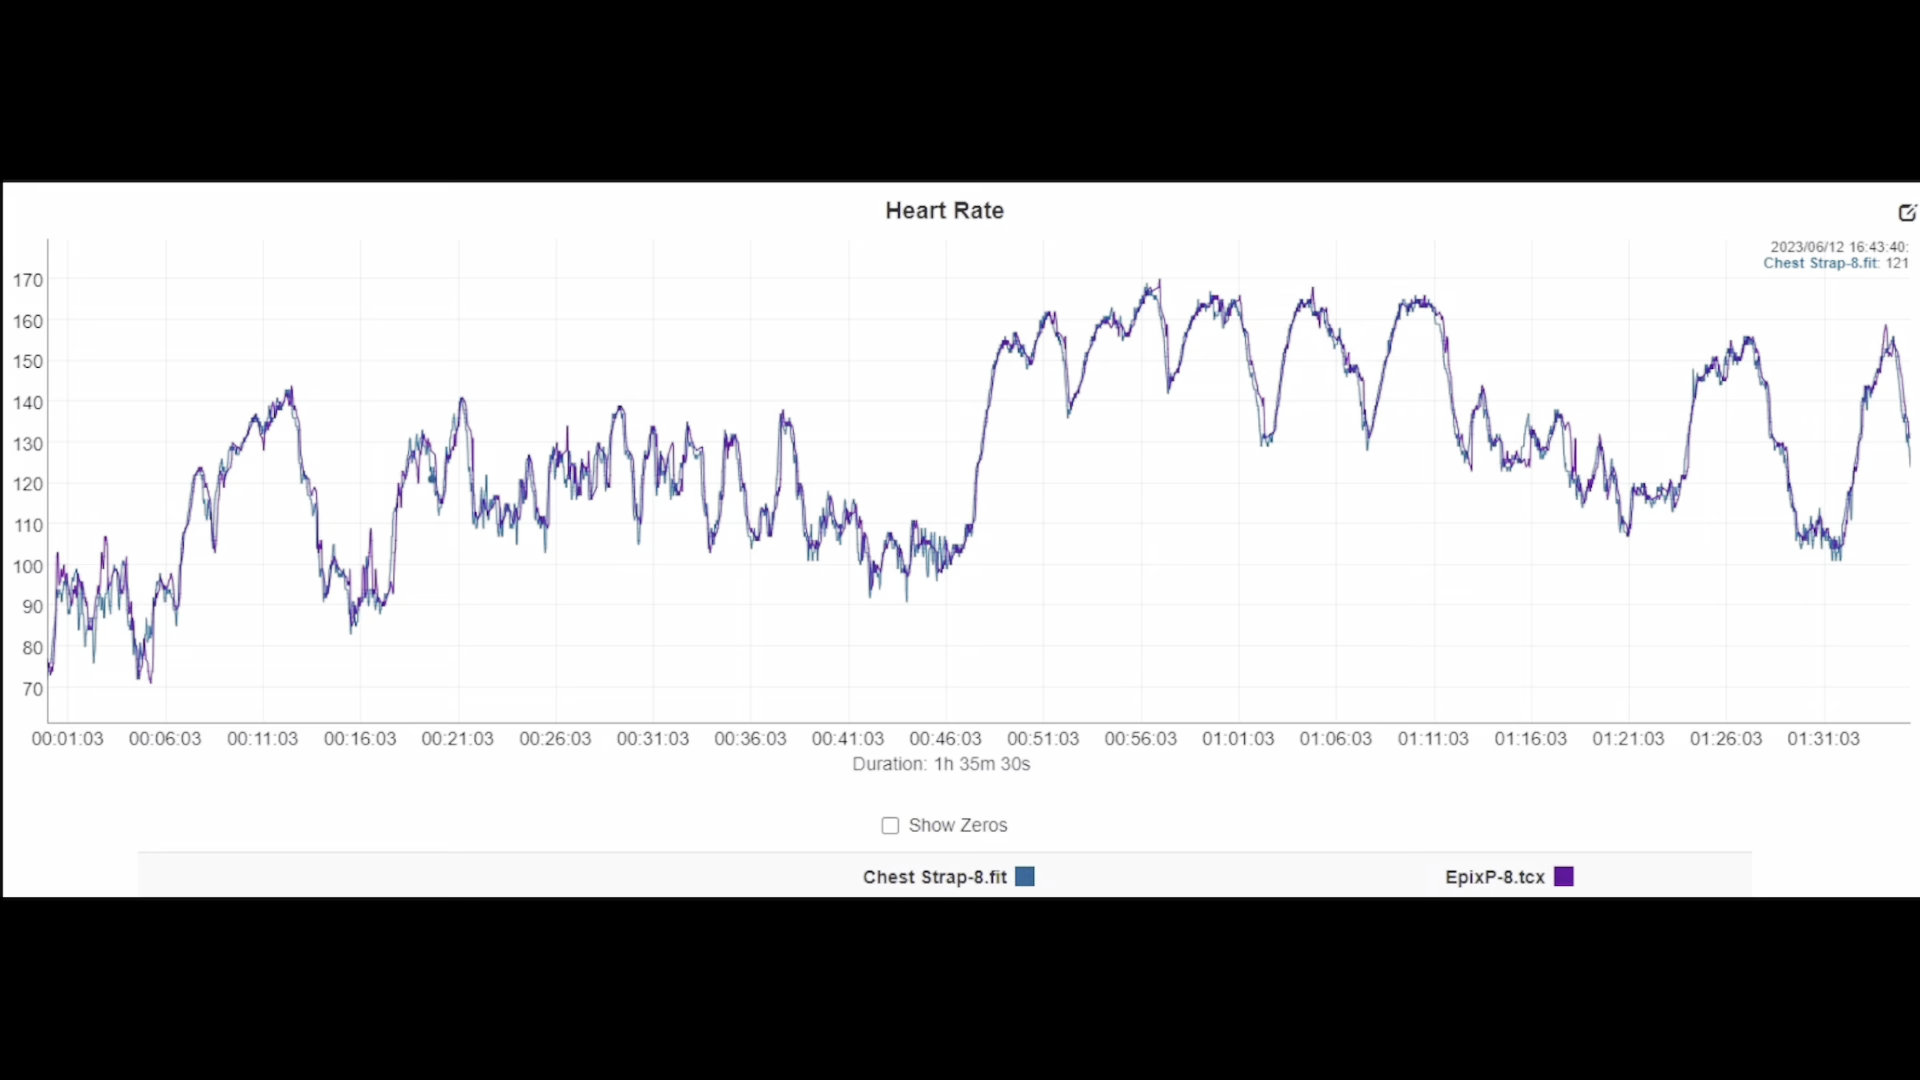 Heart Rate
2023/06/12 16:43:40:
Chest Strap-8.fit: 121
170
160
150
140
130
120
110
100
90
80
70
00:01:03 00:06:03 00:11:03 00:16:03 00:21:03 00:26:03 00:31:03 00:36:03 00:41:03 00:46:03 00:51:03 00:56:03 01:01:03 01:06:03 01:11:03 01:16:03 01:21:03 01:26:03 01:31:03
Duration: 1h 35m 30s
Show Zeros
Chest Strap-8.fit EpixP-8.tcx